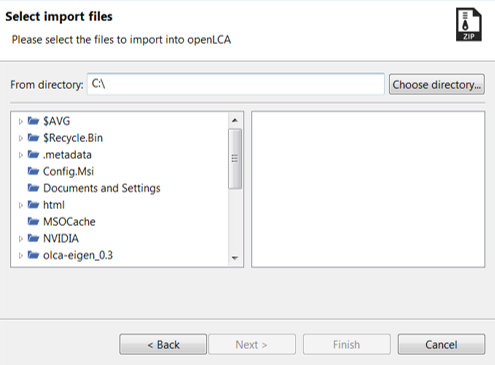 Select import files
Please select the files to import into openLCA
ZIP
From directory: C:\ Choose directory...
$AVG
$Recycle.Bin
.metadata
Config.Msi
Documents and Settings
html
MSOCache
NVIDIA
olca-eigen_0.3
< Back Next > Finish Cancel